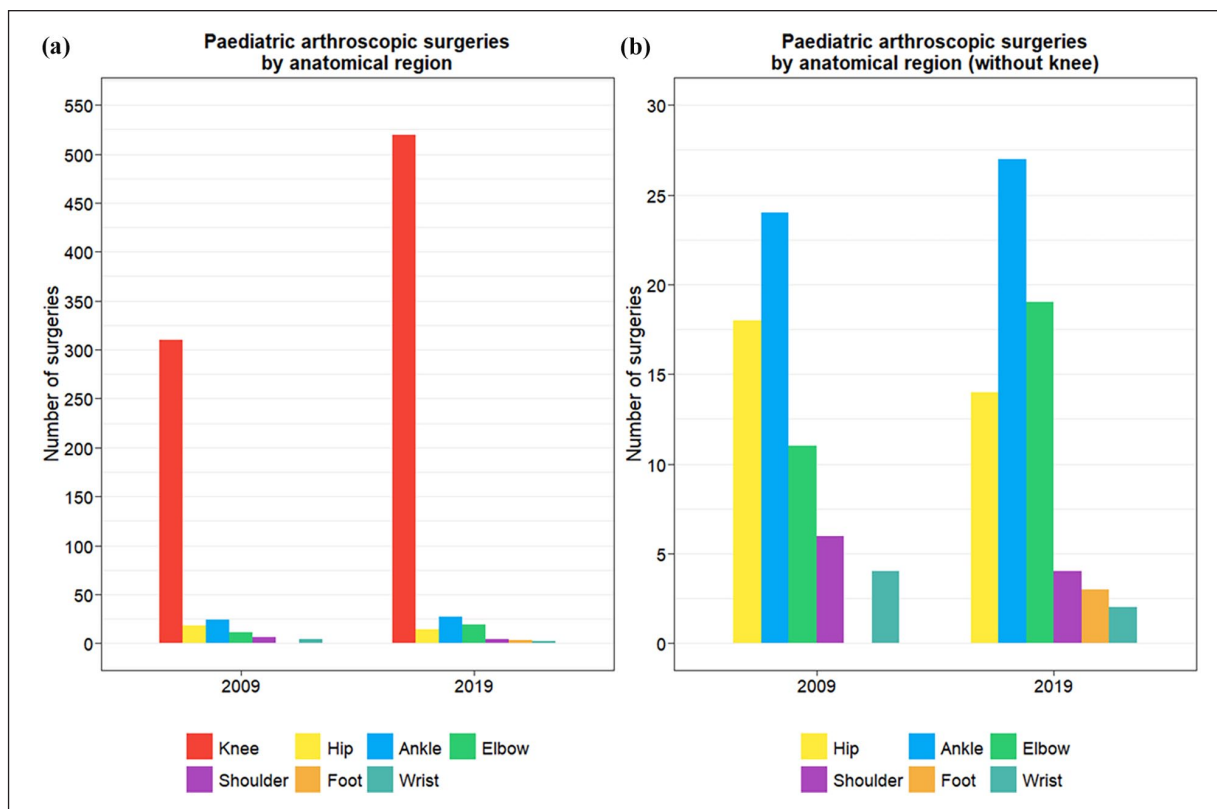 (a)
Paediatric arthroscopic surgeries
by anatomical region
Number of surgeries
550
500
450
400
350
300
250
200
150
100
50
0
2009
2019
Knee
Hip
Ankle
Elbow
Shoulder
Foot
Wrist
(b)
Paediatric arthroscopic surgeries
by anatomical region (without knee)
Number of surgeries
30
25
20
15
10
5
0
2009
2019
Hip
Ankle
Elbow
Shoulder
Foot
Wrist